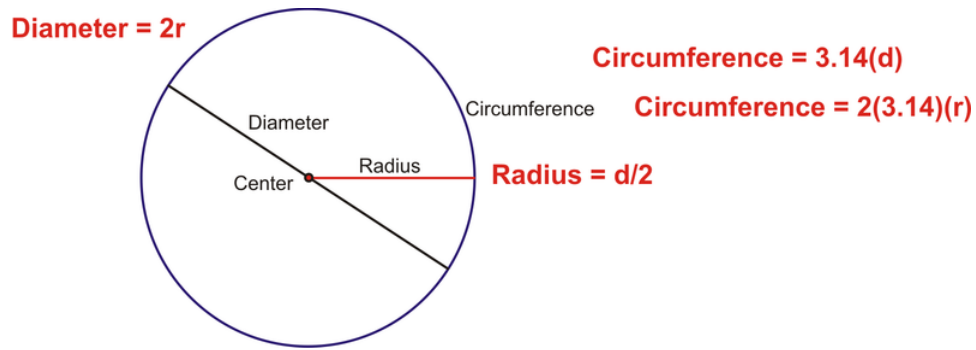 Diameter = 2r
Circumference = 3.14(d)
Circumference
Circumference = 2(3.14)(r)
Diameter
Radius
Radius = d/2
Center